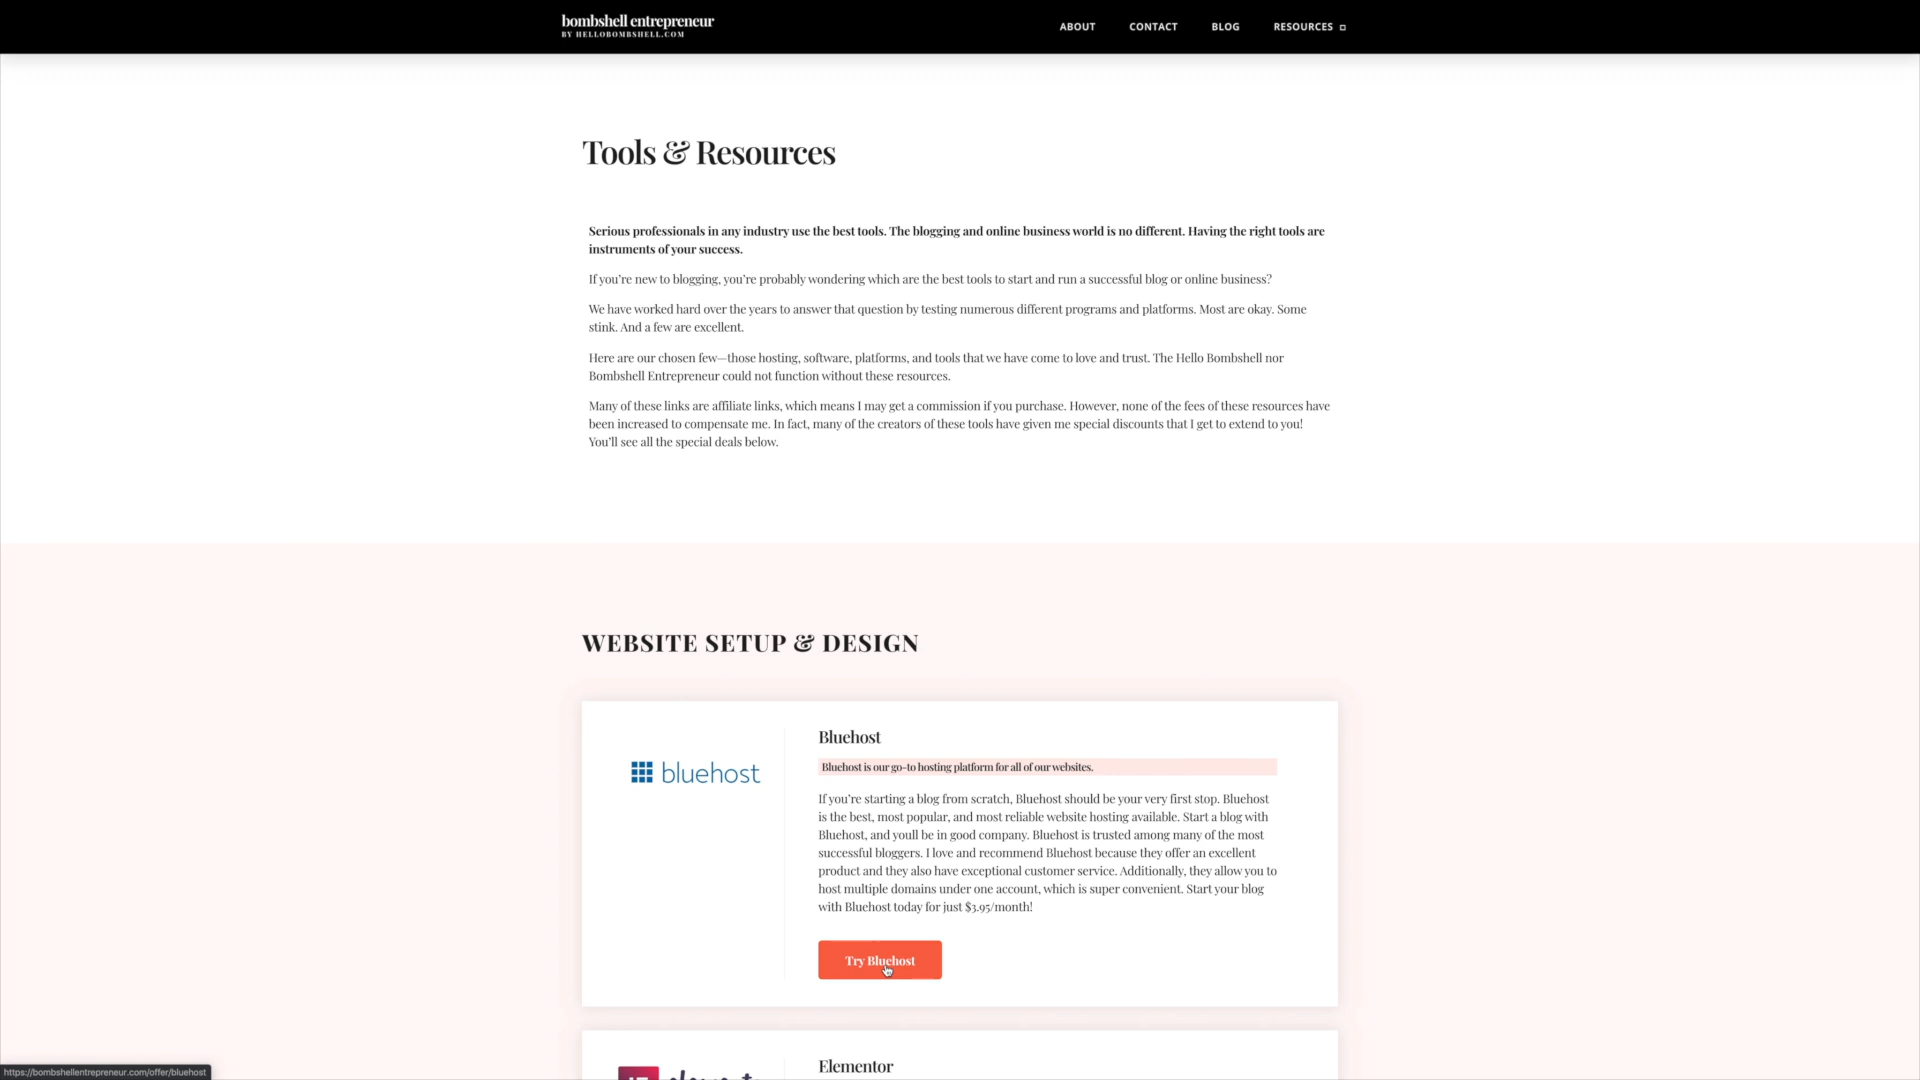 bombshell entrepreneur
BY HELLOBOMBSHELL.COM
ABOUT CONTACT BLOG RESOURCES
Tools & Resources
Serious professionals in any industry use the best tools. The blogging and online business world is no different. Having the right tools are
instruments of your success.
If you’re new to blogging, you’re probably wondering which are the best tools to start and run a successful blog or online business?
We have worked hard over the years to answer that question by testing numerous different programs and platforms. Most are okay. Some
stink. And a few are excellent.
Here are our chosen few—those hosting, software, platforms, and tools that we have come to love and trust. The Hello Bombshell nor
Bombshell Entrepreneur could not function without these resources.
Many of these links are affiliate links, which means I may get a commission if you purchase. However, none of the fees of these resources have
been increased to compensate me. In fact, many of the creators of these tools have given me special discounts that I get to extend to you!
You’ll see all the special deals below.
WEBSITE SETUP & DESIGN
bluehost
Bluehost
Bluehost is our go-to hosting platform for all of our websites.
If you’re starting a blog from scratch, Bluehost should be your very first stop. Bluehost
is the best, most popular, and most reliable website hosting available. Start a blog with
Bluehost, and youll be in good company. Bluehost is trusted among many of the most
successful bloggers. I love and recommend Bluehost because they offer an excellent
product and they also have exceptional customer service. Additionally, they allow you to
host multiple domains under one account, which is super convenient. Start your blog
with Bluehost today for just $3.95/month!
Try Bluehost
Elementor
https://bombshellentrepreneur.com/offer/bluehost